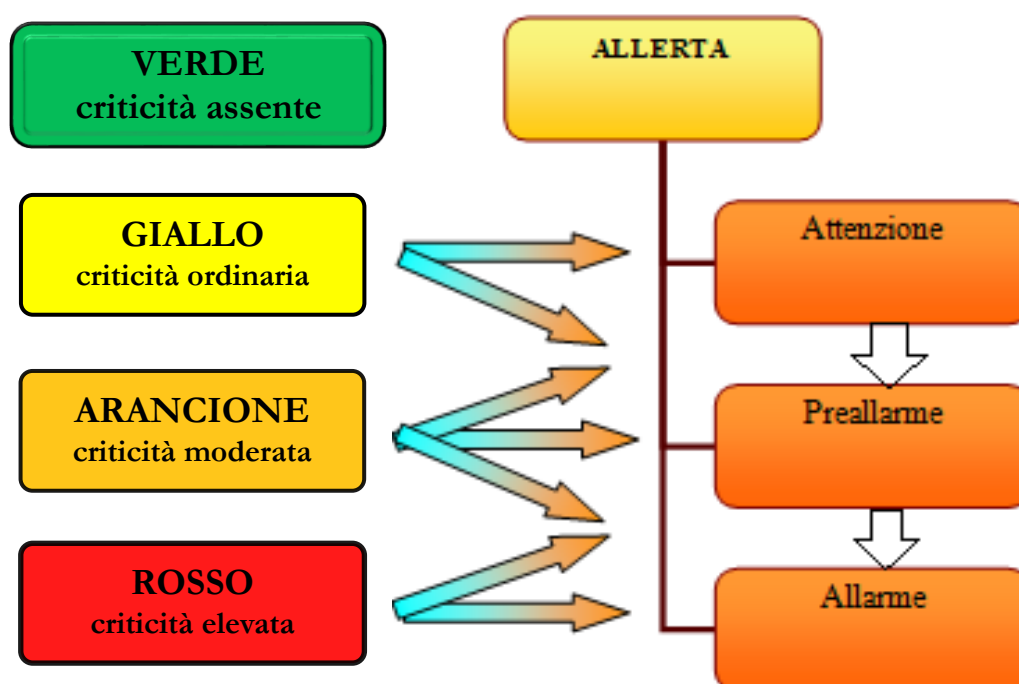 VERDE
criticità assente
ALLERTA
GIALLO
criticità ordinaria
Attenzione
ARANCIONE
criticità moderata
Preallarme
ROSSO
criticità elevata
Allarme